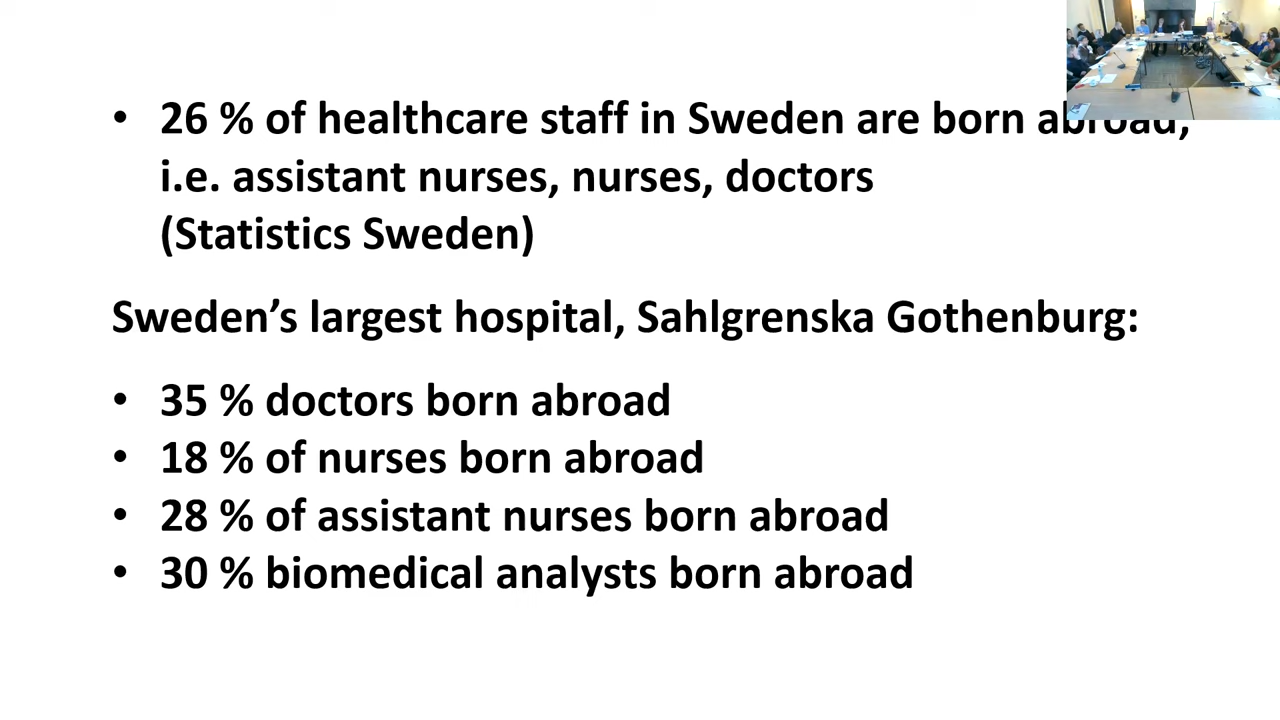 • 26 % of healthcare staff in Sweden are born abroad,
i.e. assistant nurses, nurses, doctors
(Statistics Sweden)
Sweden’s largest hospital, Sahlgrenska Gothenburg:
• 35 % doctors born abroad
• 18 % of nurses born abroad
• 28 % of assistant nurses born abroad
• 30 % biomedical analysts born abroad